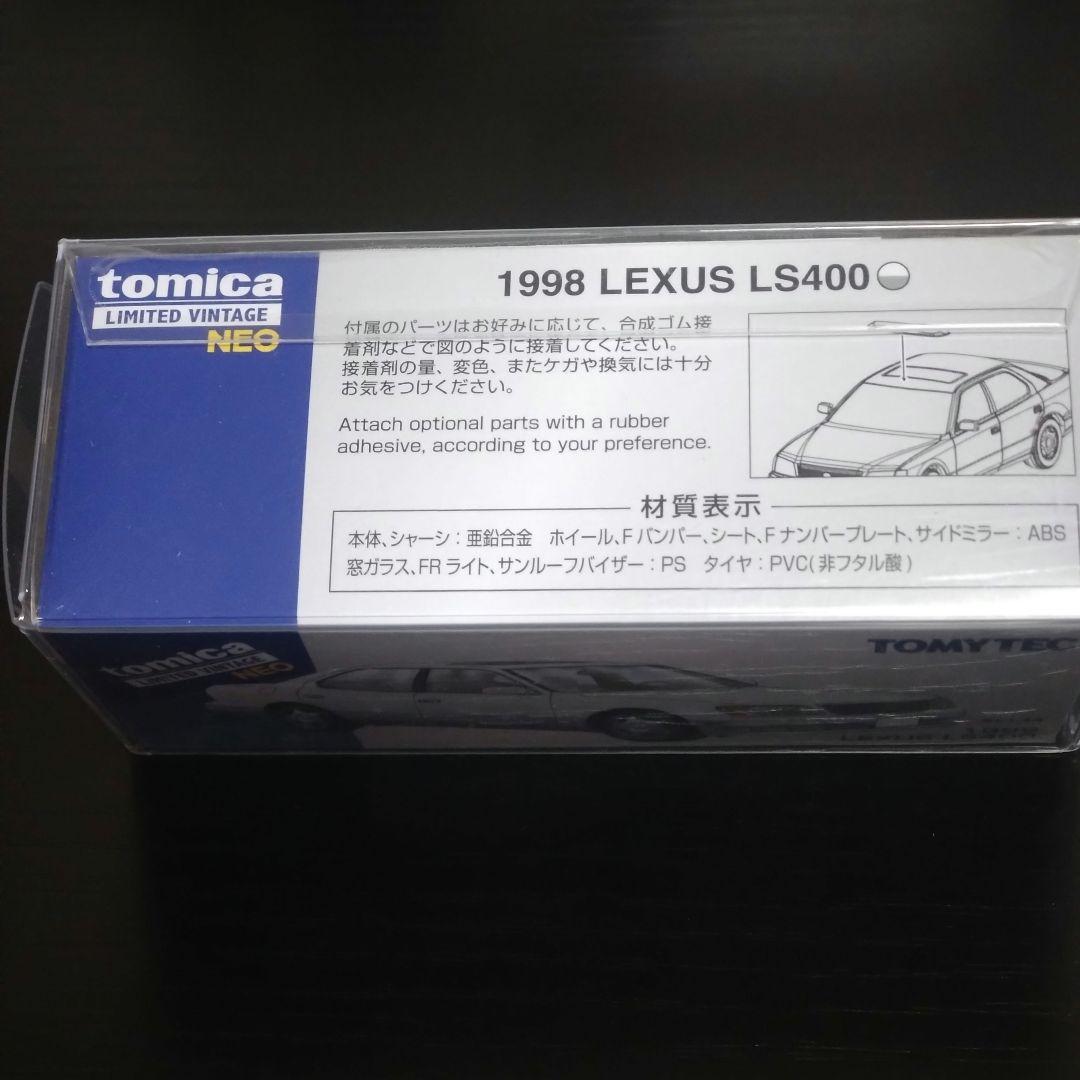 tomica
LIMITED VINTAGE
NEO
1998 LEXUS LS400
付属のパーツはお好みに応じて、合成ゴム接
着剤などで図のように接着してください。
接着剤の量、変色、またケガや換気には十分
お気をつけください。
Attach optional parts with a rubber
adhesive, according to your preference.
材質表示
本体、シャーシ：亜鉛合金　ホイール、Fバンパー、シート、Fナンバープレート、サイドミラー：ABS
窓ガラス、FRライト、サンルーフバイザー：PS　タイヤ：PVC(非フタル酸)
tomica
LIMITED VINTAGE
NEO
TOMYTEC